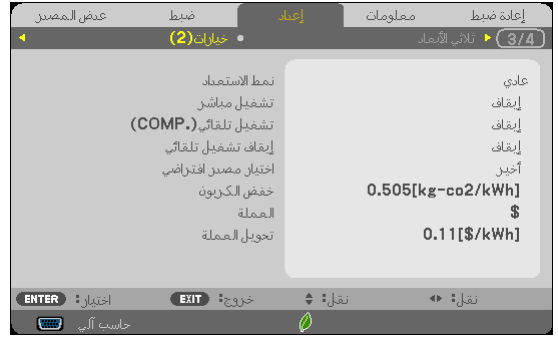 عرض المصدر ضبط إعداد معلومات إعادة ضبط
خيارات(2) ثلاثي الأبعاد (3/4)
نمط الاستعداد عادي
تشغيل مباشر إيقاف
تشغيل تلقائي(.COMP) إيقاف
إيقاف تشغيل تلقائي إيقاف
اختيار مصدر افتراضي أخير
خفض الكربون 0.505[kg-co2/kWh]
العملة $
تحويل العملة 0.11[$/kWh]
ENTER :اختيار EXIT :خروج نقل: نقل:
حاسب آلي